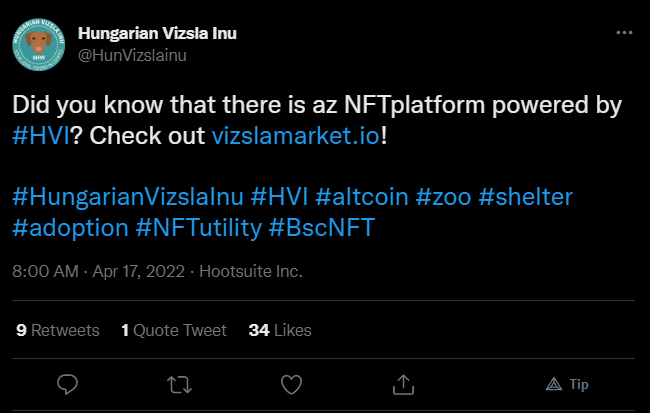 Hungarian Vizsla Inu
@HunVizslainu
Did you know that there is az NFTplatform powered by
#HVI? Check out vizslamarket.io!
#HungarianVizslaInu #HVI #altcoin #zoo #shelter
#adoption #NFTutility #BscNFT
8:00 AM · Apr 17, 2022 · Hootsuite Inc.
9 Retweets 1 Quote Tweet 34 Likes
Tip